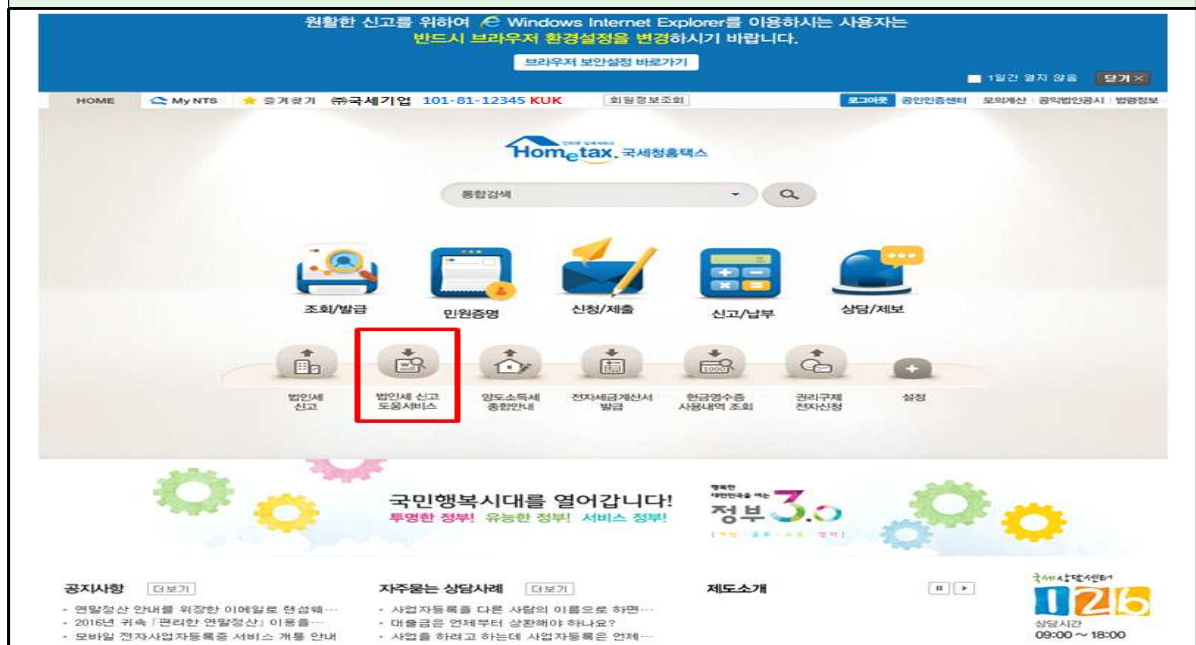 원활한 신고를 위하여 Windows Internet Explorer를 이용하시는 사용자는
반드시 브라우저 환경설정을 변경하시기 바랍니다.
브라우저 보안설정 바로가기
1일간 열지 않음 닫기 ×
HOME My NTS 즐겨찾기 ㈜국세기업 101-81-12345 KUK 회원정보조회 로그아웃 공인인증센터 모의계산 공익법인공시 법령정보
Hometax. 국세청홈택스
통합검색
조회/발급 민원증명 신청/제출 신고/납부 상담/제보
법인세 신고
법인세 신고 도움서비스
양도소득세 종합안내
전자세금계산서 발급
현금영수증 사용내역 조회
권리구제 전자신청
설정
국민행복시대를 열어갑니다!
투명한 정부! 유능한 정부! 서비스 정부!
행복한
대한민국을 여는
정부3.0
공지사항 더보기
- 연말정산 안내를 위장한 이메일로 랜섬웨…
- 2016년 귀속 「편리한 연말정산」 이용을…
- 모바일 전자사업자등록증 서비스 개통 안내
자주묻는 상담사례 더보기
- 사업자등록을 다른 사람의 이름으로 하면…
- 대출금은 언제부터 상환해야 하나요?
- 사업을 하려고 하는데 사업자등록은 언제…
제도소개
국세상담센터
126
상담시간
09:00 ~ 18:00